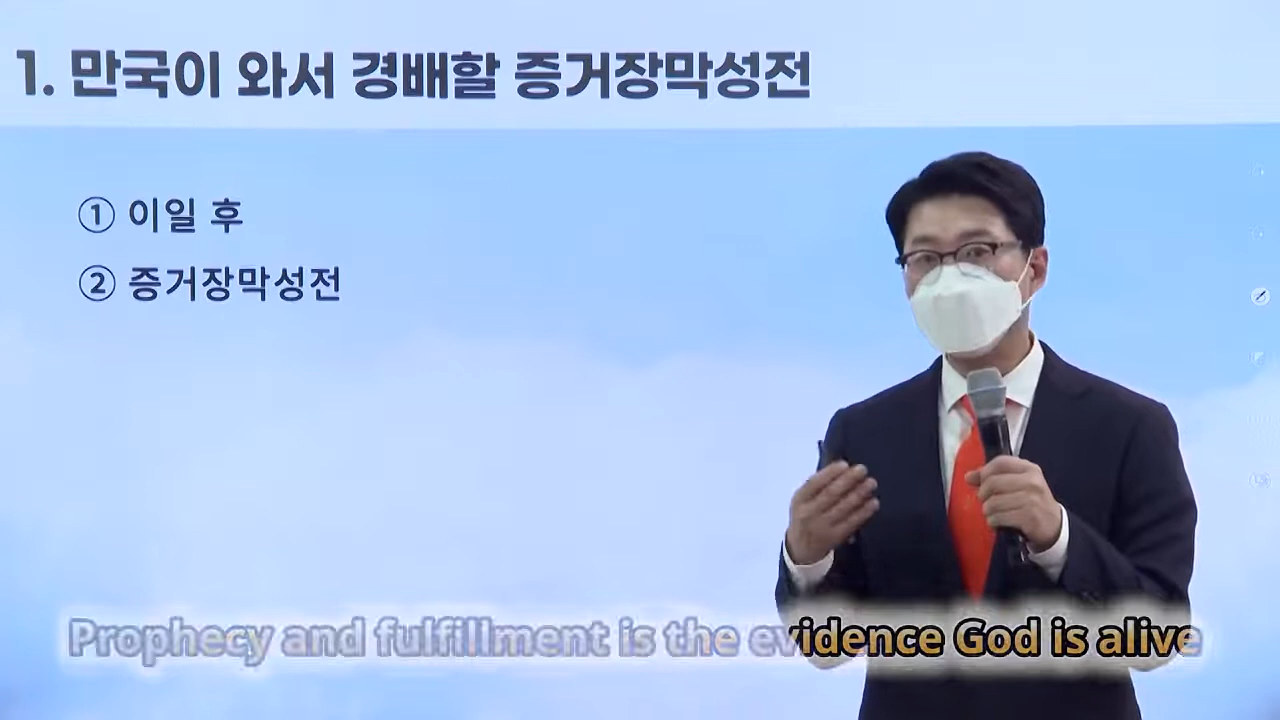 1. 만국이 와서 경배할 증거장막성전
① 이일 후
② 증거장막성전
Prophecy and fulfillment is the evidence God is alive